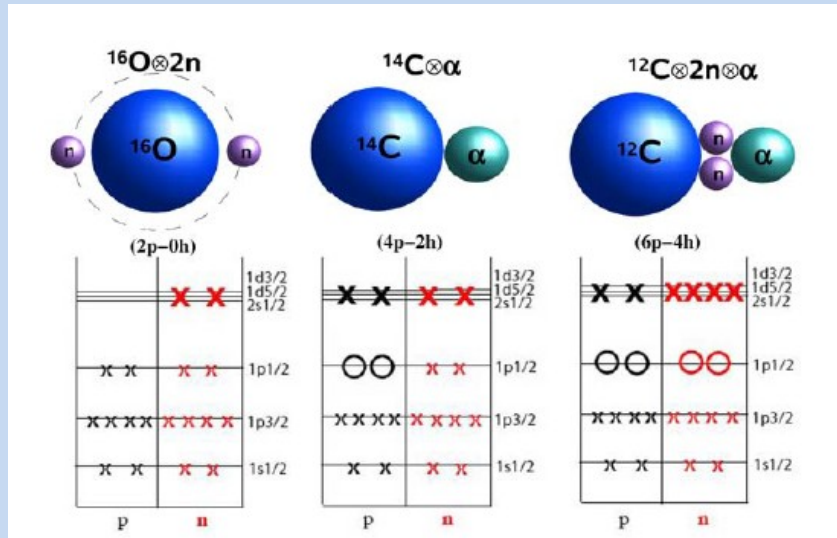 ¹⁶O⊗2n
n
¹⁶O
n
(2p−0h)
1d3/2
1d5/2
2s1/2
1p1/2
1p3/2
1s1/2
p
n
¹⁴C⊗α
¹⁴C
α
(4p−2h)
1d3/2
1d5/2
2s1/2
1p1/2
1p3/2
1s1/2
p
n
¹²C⊗2n⊗α
¹²C
n
n
α
(6p−4h)
1d3/2
1d5/2
2s1/2
1p1/2
1p3/2
1s1/2
p
n